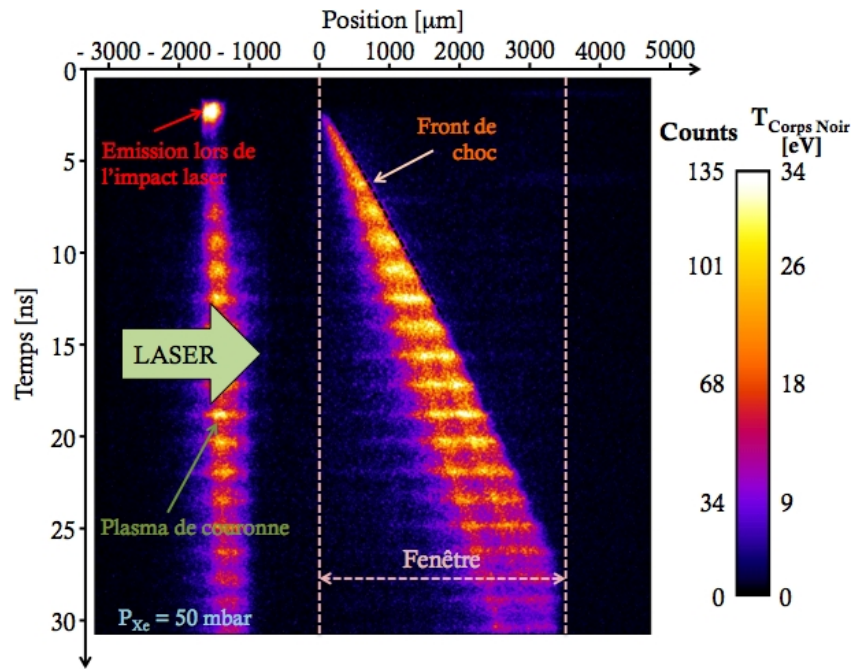 Position [µm]
- 3000 - 2000 - 1000 0 1000 2000 3000 4000 5000
0
5
10
15
20
25
30
Temps [ns]
Emission lors de
l'impact laser
Front de
choc
LASER
Plasma de couronne
Fenêtre
P_Xe = 50 mbar
Counts
T_Corps Noir
[eV]
135 34
101 26
68 18
34 9
0 0